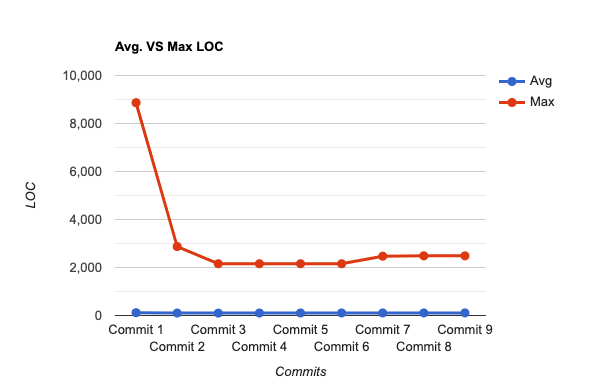 Avg. VS Max LOC
10,000
8,000
6,000
4,000
2,000
0
LOC
Avg
Max
Commit 1 Commit 3 Commit 5 Commit 7 Commit 9
Commit 2 Commit 4 Commit 6 Commit 8
Commits